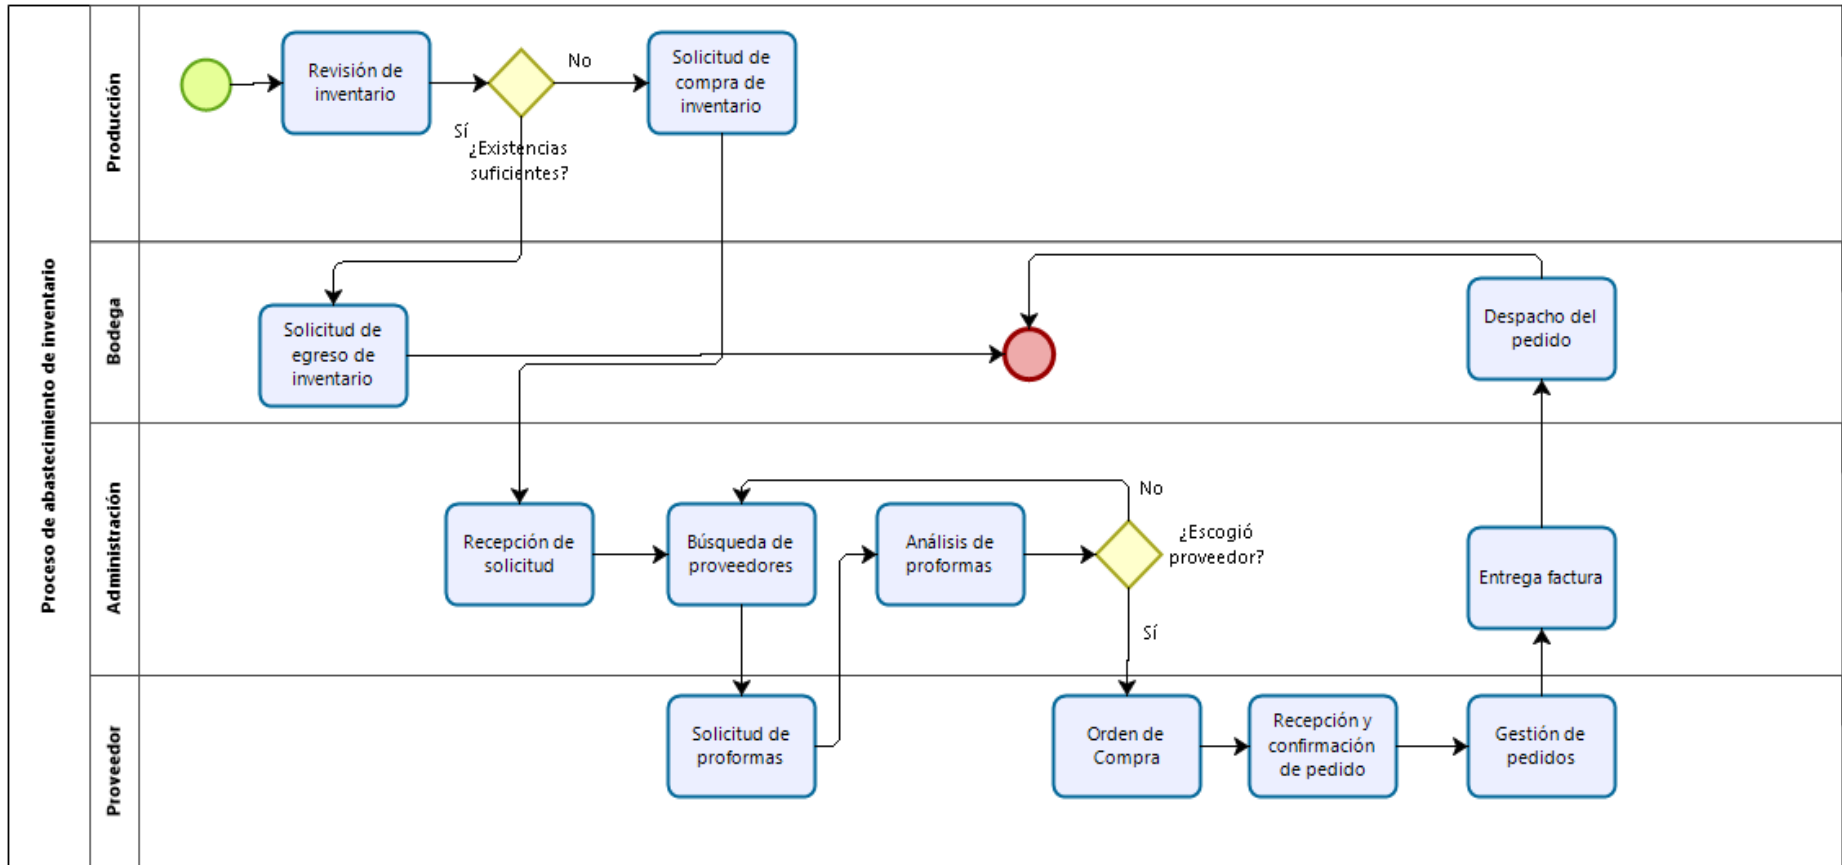 Proceso de abastecimiento de inventario
Producción
Revisión de
inventario
No
Sí
¿Existencias
suficientes?
Solicitud de
compra de
inventario
Bodega
Solicitud de
egreso de
inventario
Despacho del
pedido
Administración
Recepción de
solicitud
Búsqueda de
proveedores
Análisis de
proformas
No
¿Escogió
proveedor?
Sí
Entrega factura
Proveedor
Solicitud de
proformas
Orden de
Compra
Recepción y
confirmación
de pedido
Gestión de
pedidos